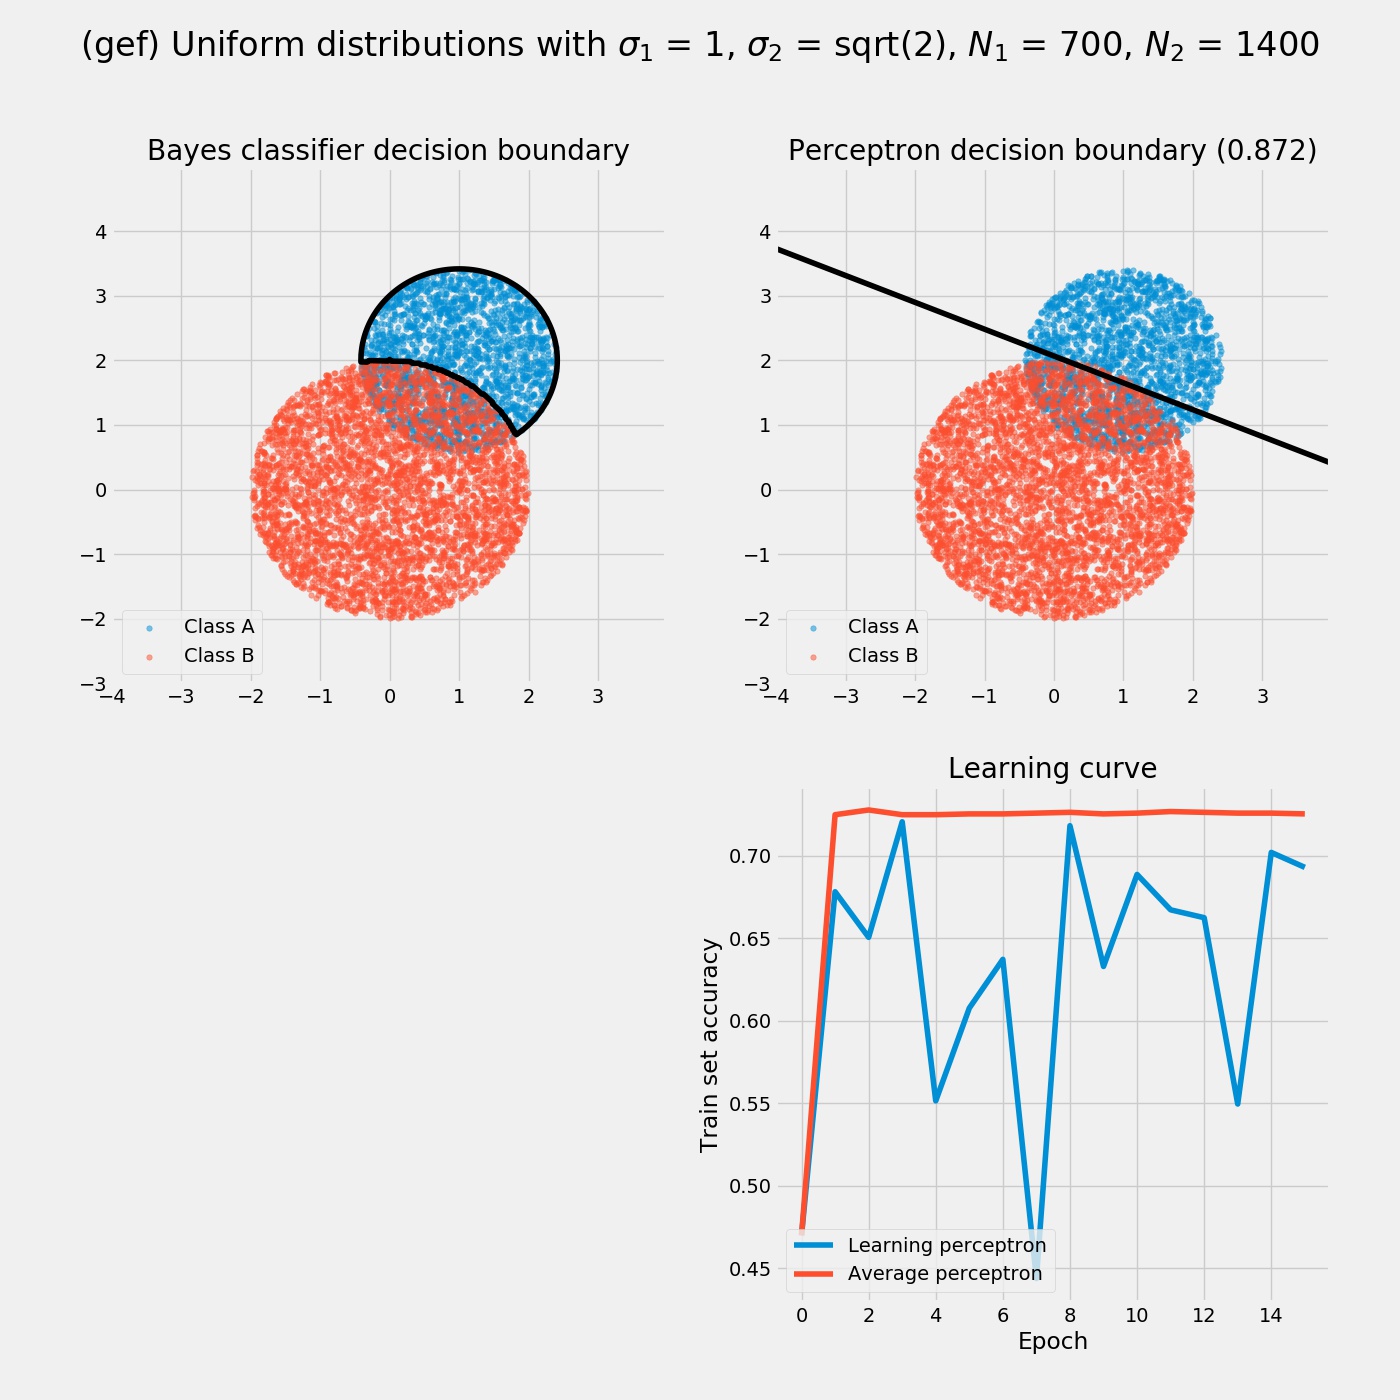 (gef) Uniform distributions with σ₁ = 1, σ₂ = sqrt(2), N₁ = 700, N₂ = 1400
Bayes classifier decision boundary
4
3
2
1
0
−1
−2
−3
−4 −3 −2 −1 0 1 2 3
Class A
Class B
Perceptron decision boundary (0.872)
4
3
2
1
0
−1
−2
−3
−4 −3 −2 −1 0 1 2 3
Class A
Class B
Learning curve
Train set accuracy
0.70
0.65
0.60
0.55
0.50
0.45
Learning perceptron
Average perceptron
0 2 4 6 8 10 12 14
Epoch